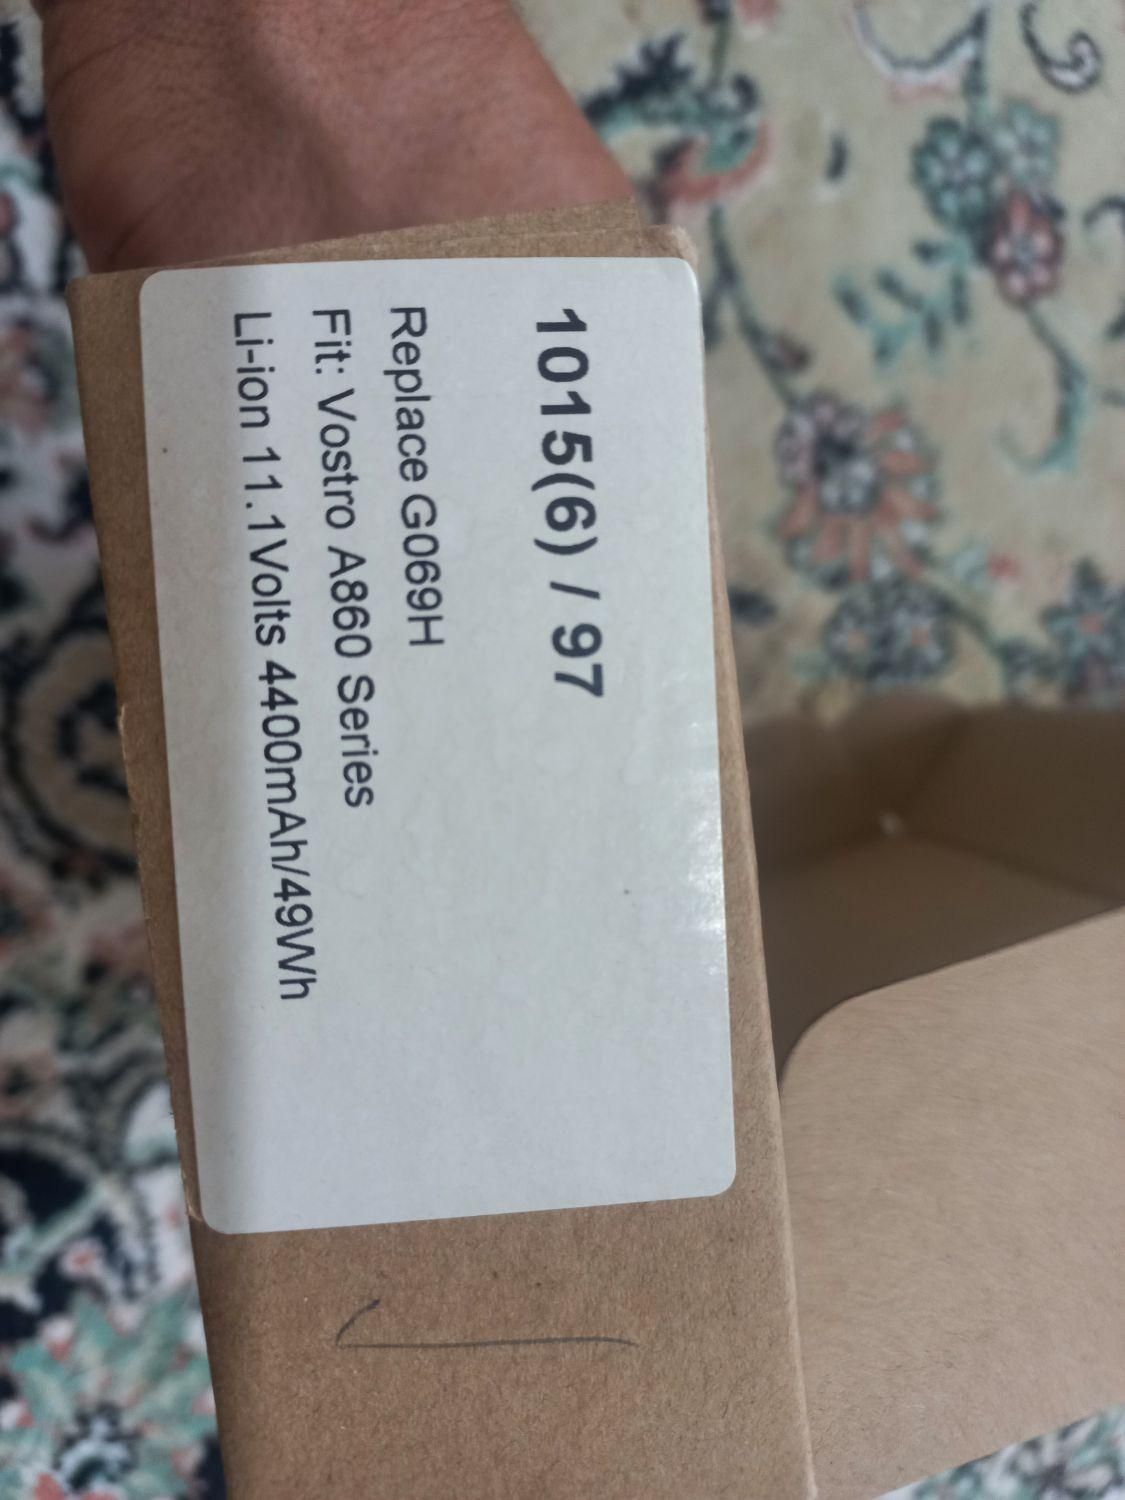 1015(6) / 97
Replace G069H
Fit: Vostro A860 Series
Li-ion 11.1Volts 4400mAh/49Wh